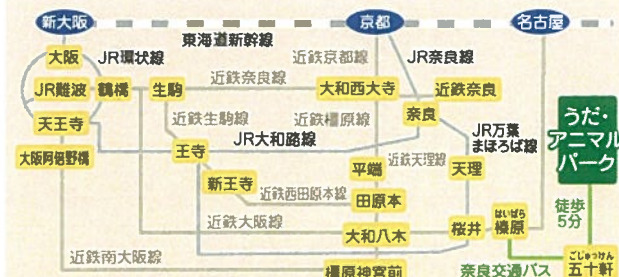 新大阪
京都
名古屋
東海道新幹線
大阪
JR環状線
近鉄京都線
JR奈良線
近鉄奈良線
JR難波
鶴橋
生駒
大和西大寺
近鉄奈良
うだ・
アニマル
パーク
天王寺
近鉄生駒線
近鉄橿原線
奈良
JR大和路線
JR万葉
まほろば線
大阪阿倍野橋
王寺
平端
近鉄天理線
天理
新王寺
近鉄西田原本線
田原本
徒歩
5分
近鉄大阪線
大和八木
桜井
はいばら
榛原
近鉄南大阪線
橿原神宮前
奈良交通バス
ごじゅっけん
五十軒